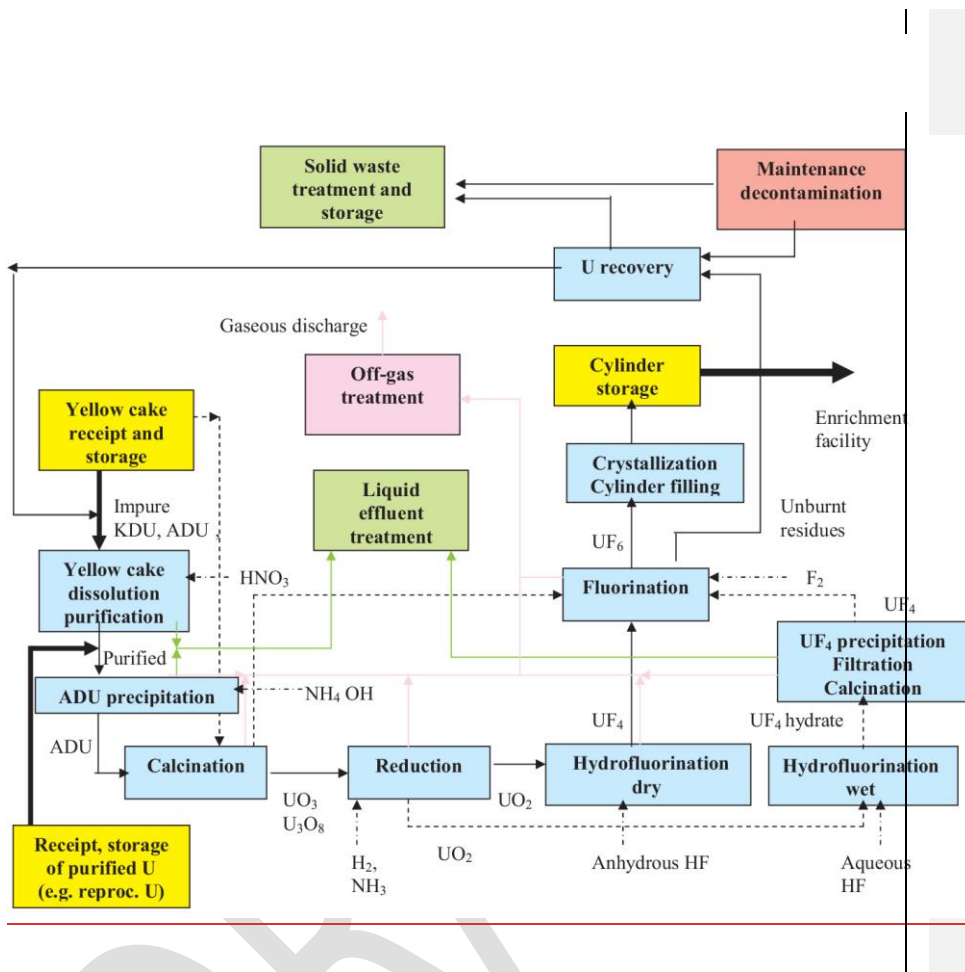 Solid waste
treatment and
storage
Maintenance
decontamination
U recovery
Gaseous discharge
Off-gas
treatment
Cylinder
storage
Yellow cake
receipt and
storage
Enrichment
facility
Crystallization
Cylinder filling
Liquid
effluent
treatment
Impure
KDU, ADU
Unburnt
residues
UF₆
Yellow cake
dissolution
purification
HNO₃
Fluorination
F₂
UF₄
UF₄ precipitation
Filtration
Calcination
Purified
ADU precipitation
NH₄ OH
UF₄
UF₄ hydrate
ADU
Calcination
Reduction
Hydrofluorination
dry
Hydrofluorination
wet
UO₃
U₃O₈
UO₂
UO₂
Receipt, storage
of purified U
(e.g. reproc. U)
H₂,
NH₃
Anhydrous HF
Aqueous
HF